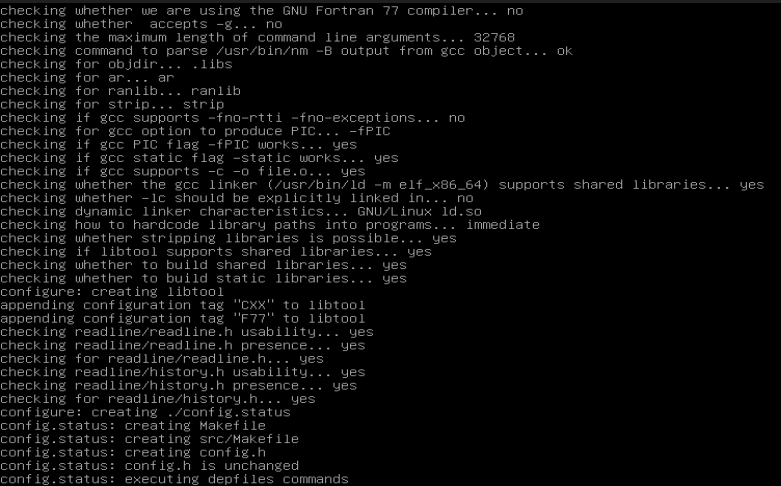 checking whether we are using the GNU Fortran 77 compiler... no
checking whether  accepts -g... no
checking the maximum length of command line arguments... 32768
checking command to parse /usr/bin/nm -B output from gcc object... ok
checking for objdir... .libs
checking for ar... ar
checking for ranlib... ranlib
checking for strip... strip
checking if gcc supports -fno-rtti -fno-exceptions... no
checking for gcc option to produce PIC... -fPIC
checking if gcc PIC flag -fPIC works... yes
checking if gcc static flag -static works... yes
checking if gcc supports -c -o file.o... yes
checking whether the gcc linker (/usr/bin/ld -m elf_x86_64) supports shared libraries... yes
checking whether -lc should be explicitly linked in... no
checking dynamic linker characteristics... GNU/Linux ld.so
checking how to hardcode library paths into programs... immediate
checking whether stripping libraries is possible... yes
checking if libtool supports shared libraries... yes
checking whether to build shared libraries... yes
checking whether to build static libraries... yes
configure: creating libtool
appending configuration tag "CXX" to libtool
appending configuration tag "F77" to libtool
checking readline/readline.h usability... yes
checking readline/readline.h presence... yes
checking for readline/readline.h... yes
checking readline/history.h usability... yes
checking readline/history.h presence... yes
checking for readline/history.h... yes
configure: creating ./config.status
config.status: creating Makefile
config.status: creating src/Makefile
config.status: creating config.h
config.status: config.h is unchanged
config.status: executing depfiles commands